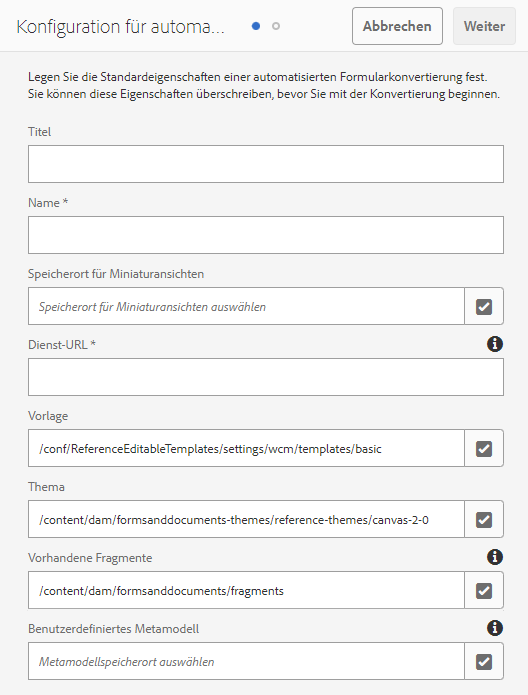 Konfiguration für automa...
Abbrechen
Weiter
Legen Sie die Standardeigenschaften einer automatisierten Formularkonvertierung fest.
Sie können diese Eigenschaften überschreiben, bevor Sie mit der Konvertierung beginnen.
Titel
Name *
Speicherort für Miniaturansichten
Speicherort für Miniaturansichten auswählen
Dienst-URL *
Vorlage
/conf/ReferenceEditableTemplates/settings/wcm/templates/basic
Thema
/content/dam/formsanddocuments-themes/reference-themes/canvas-2-0
Vorhandene Fragmente
/content/dam/formsanddocuments/fragments
Benutzerdefiniertes Metamodell
Metamodellspeicherort auswählen